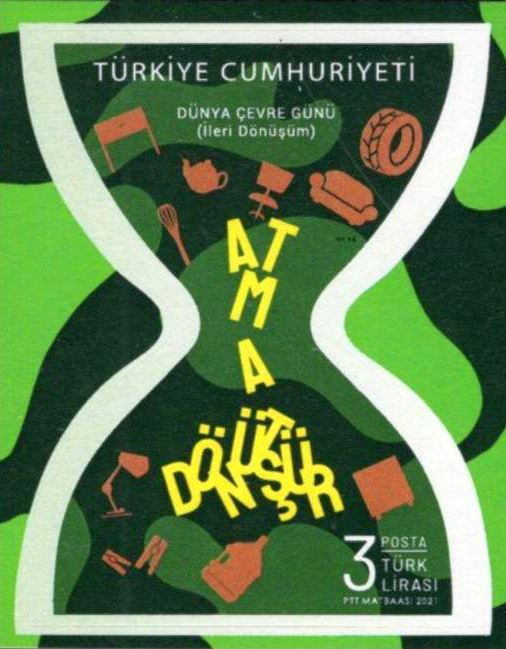 TÜRKİYE CUMHURİYETİ
DÜNYA ÇEVRE GÜNÜ
(İleri Dönüşüm)
AT
M
A
DÖNÜŞTÜR
3 POSTA
TÜRK
LİRASI
PTT MATBAASI 2021